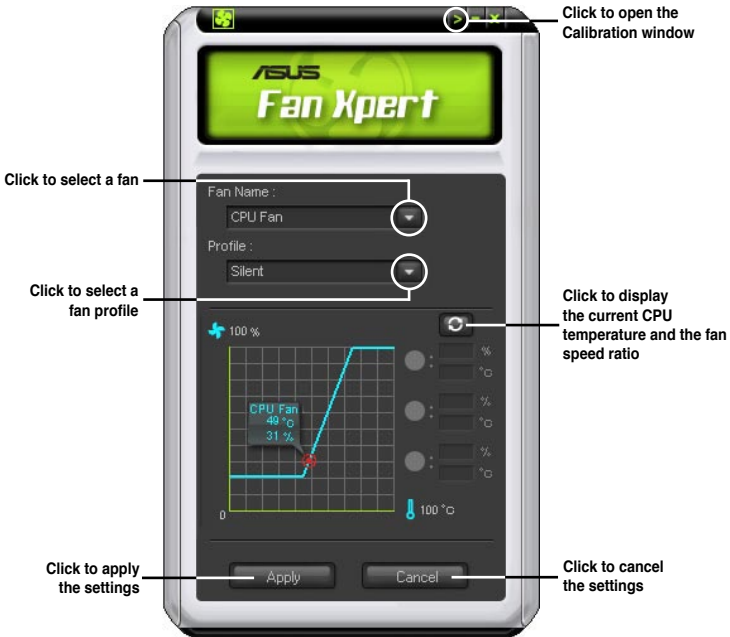 Click to open the
Calibration window
ASUS
Fan Xpert
Click to select a fan
Fan Name :
CPU Fan
Profile :
Silent
Click to select a
fan profile
Click to display
the current CPU
temperature and the fan
speed ratio
100 %
: %
°C
CPU Fan
49 °C
31 %
: %
°C
: %
°C
0
100 °C
Click to apply
the settings
Apply
Cancel
Click to cancel
the settings